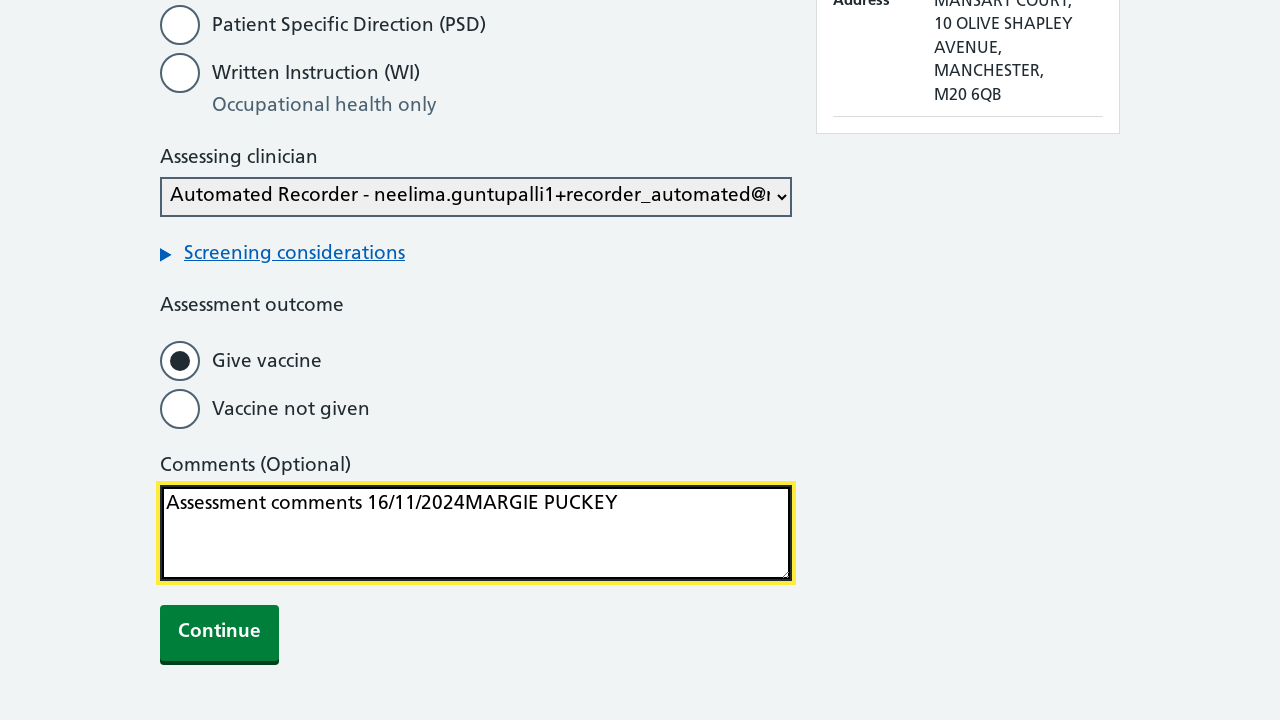 Patient Specific Direction (PSD)
Written Instruction (WI)
Occupational health only
Assessing clinician
Automated Recorder - neelima.guntupalli1+recorder_automated@
Screening considerations
Assessment outcome
Give vaccine
Vaccine not given
Comments (Optional)
Assessment comments 16/11/2024MARGIE PUCKEY
Continue
Address
MANSART COURT,
10 OLIVE SHAPLEY
AVENUE,
MANCHESTER,
M20 6QB